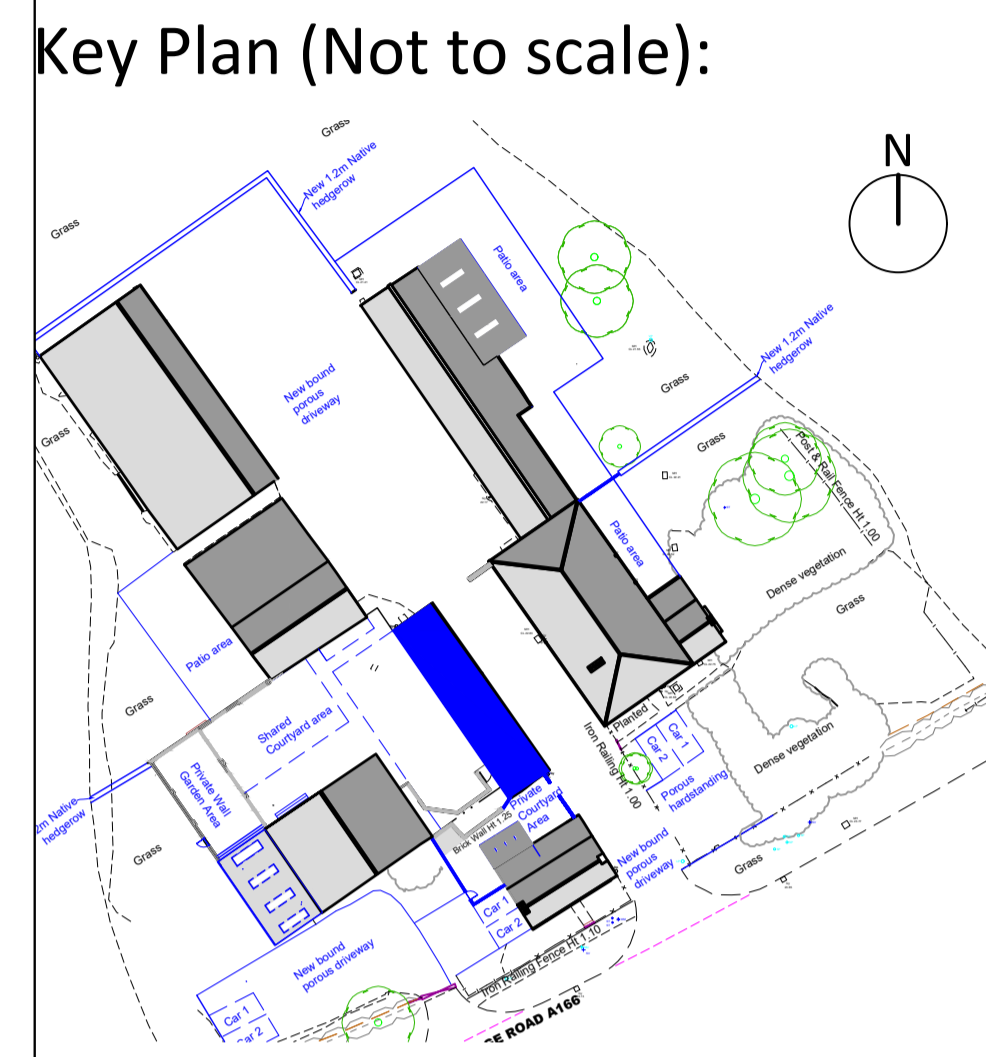 Key Plan (Not to scale):
N
Grass
New 1.2m Native
hedgerow
Grass
Patio area
New 1.2m Native
hedgerow
New bound
porous
driveway
Grass
Grass
Grass
Post & Rail Fence Ht 1.00
Patio area
Dense vegetation
Grass
Patio area
Grass
Shared
Courtyard area
Planted
Iron Railing Ht 1.00
Car 1
Car 2
Dense vegetation
Private Wall
Garden Area
Porous
hardstanding
2m Native
hedgerow
Private
Courtyard
Area
Brick Wall Ht 1.25
Grass
New bound
porous
driveway
Grass
Car 1
Car 2
New bound
porous driveway
Iron Railing Fence Ht 1.10
Car 1
Car 2
GE ROAD A166